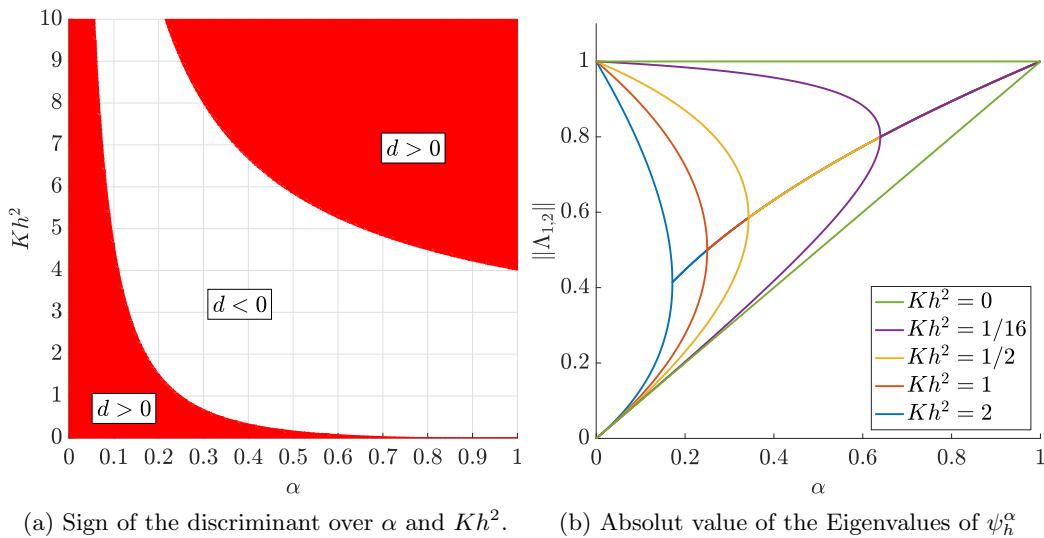 10
9
8
7
6
5
4
3
2
1
0
Kh²
d > 0
d < 0
d > 0
0 0.1 0.2 0.3 0.4 0.5 0.6 0.7 0.8 0.9 1
α
(a) Sign of the discriminant over α and Kh².
1
0.8
0.6
0.4
0.2
0
||Λ₁,₂||
Kh² = 0
Kh² = 1/16
Kh² = 1/2
Kh² = 1
Kh² = 2
0 0.2 0.4 0.6 0.8 1
α
(b) Absolut value of the Eigenvalues of ψₕᵅ